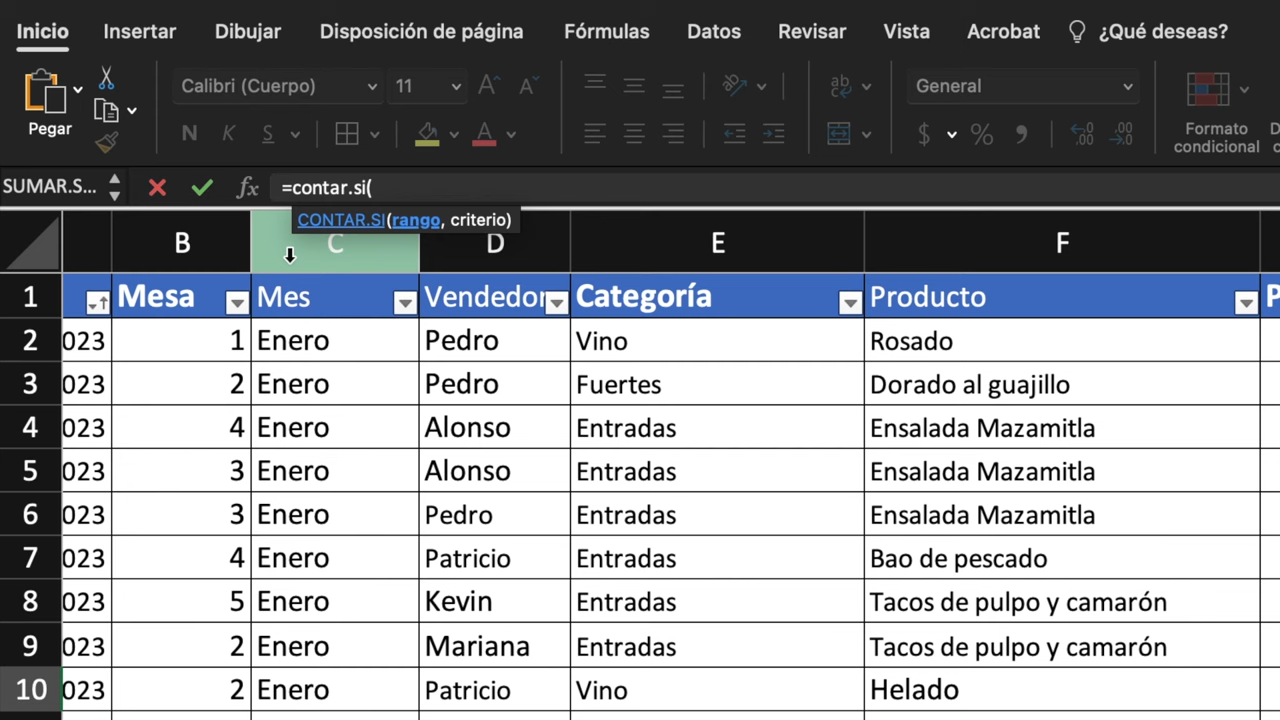 Inicio Insertar Dibujar Disposición de página Fórmulas Datos Revisar Vista Acrobat ¿Qué deseas?
Calibri (Cuerpo) 11 General
Pegar
N K S
Formato
condicional
SUMAR.S... fx =contar.si(
CONTAR.SI(rango, criterio)
B C D E F
1 Mesa Mes Vendedor Categoría Producto P
2 023 1 Enero Pedro Vino Rosado
3 023 2 Enero Pedro Fuertes Dorado al guajillo
4 023 4 Enero Alonso Entradas Ensalada Mazamitla
5 023 3 Enero Alonso Entradas Ensalada Mazamitla
6 023 3 Enero Pedro Entradas Ensalada Mazamitla
7 023 4 Enero Patricio Entradas Bao de pescado
8 023 5 Enero Kevin Entradas Tacos de pulpo y camarón
9 023 2 Enero Mariana Entradas Tacos de pulpo y camarón
10 023 2 Enero Patricio Vino Helado